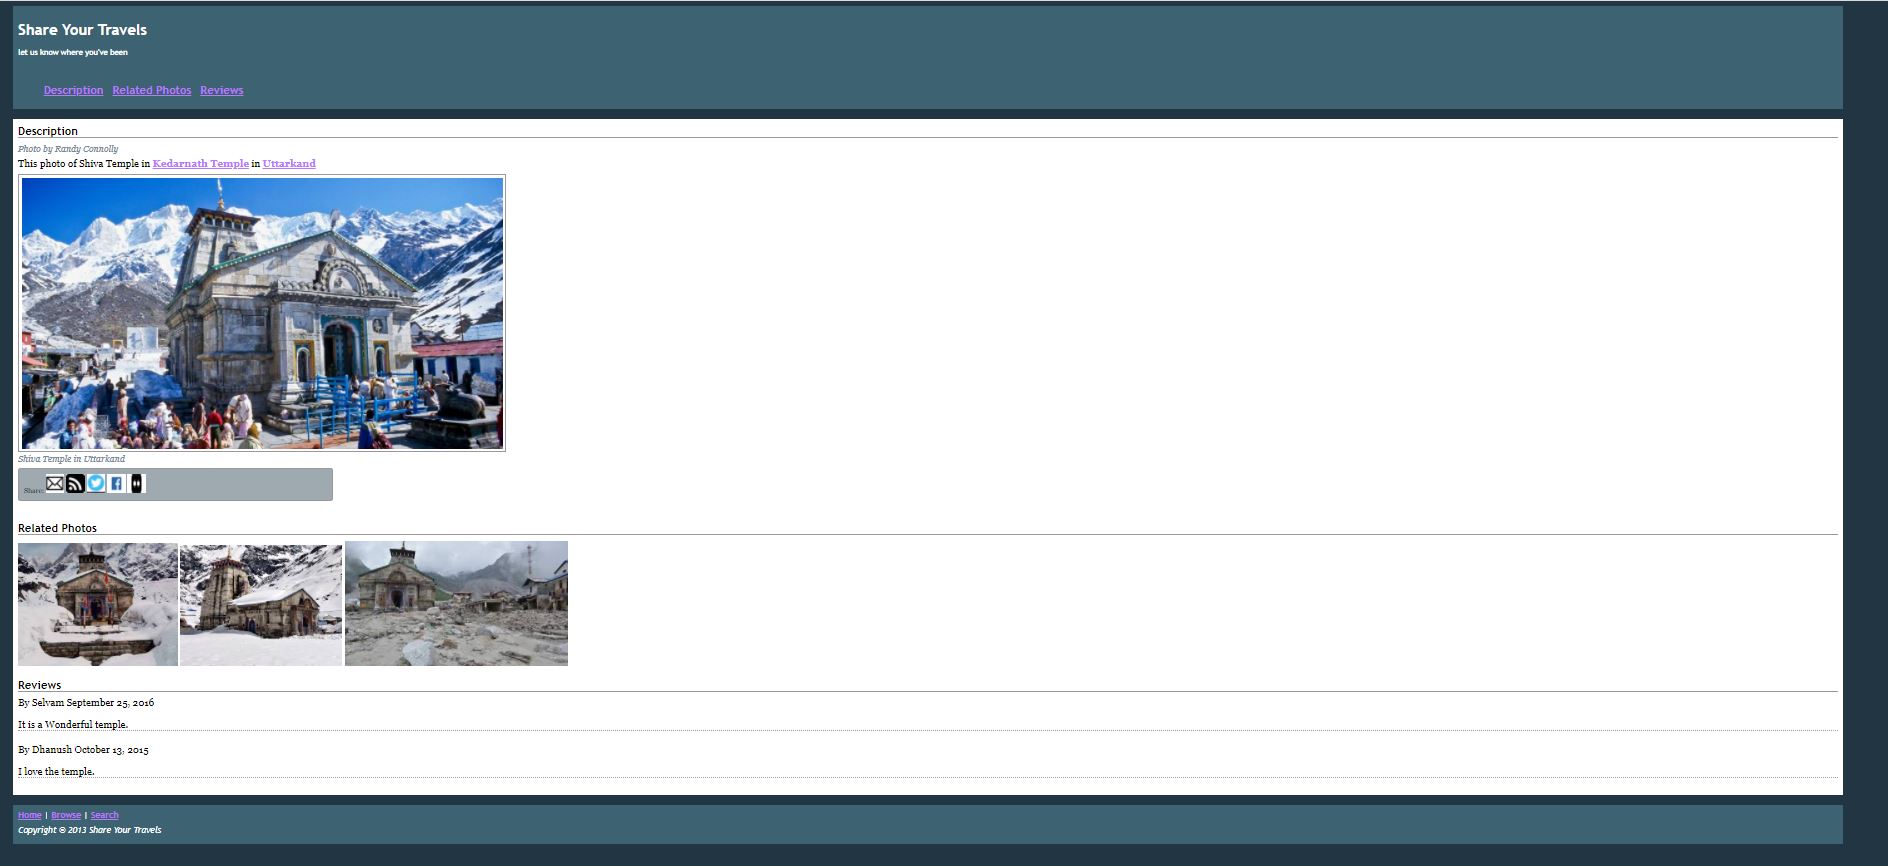 Share Your Travels
let us know where you've been
Description Related Photos Reviews
Description
Photo by Randy Connolly
This photo of Shiva Temple in Kedarnath Temple in Uttarkand
Shiva Temple in Uttarkand
Share:
Related Photos
Reviews
By Selvam September 25, 2016
It is a Wonderful temple.
By Dhanush October 13, 2015
I love the temple.
Home | Browse | Search
Copyright © 2013 Share Your Travels